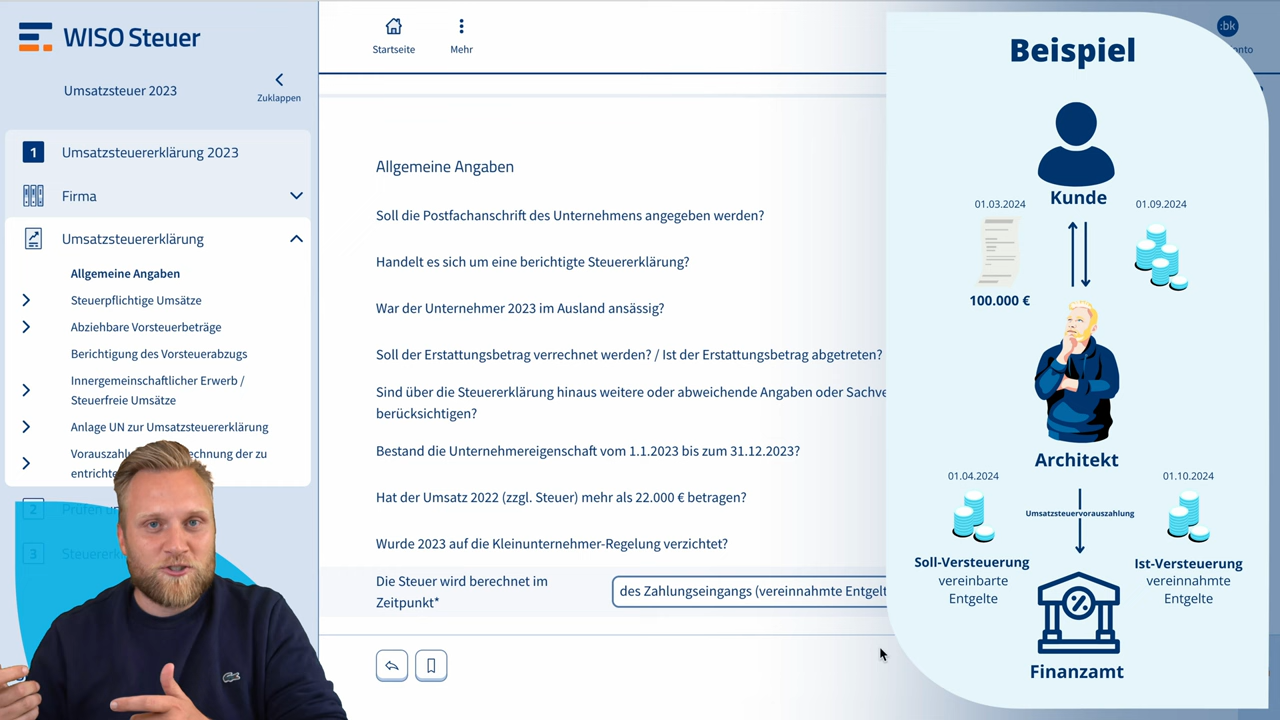 WISO Steuer
Umsatzsteuer 2023
Zuklappen
1 Umsatzsteuererklärung 2023
Firma
Umsatzsteuererklärung
Allgemeine Angaben
Steuerpflichtige Umsätze
Abziehbare Vorsteuerbeträge
Berichtigung des Vorsteuerabzugs
Innergemeinschaftlicher Erwerb /
Steuerfreie Umsätze
Anlage UN zur Umsatzsteuererklärung
der zu
2
3
Startseite
Mehr
Allgemeine Angaben
Soll die Postfachanschrift des Unternehmens angegeben werden?
Handelt es sich um eine berichtigte Steuererklärung?
War der Unternehmer 2023 im Ausland ansässig?
Soll der Erstattungsbetrag verrechnet werden? / Ist der Erstattungsbetrag abgetreten?
Sind über die Steuererklärung hinaus weitere oder abweichende Angaben oder
berücksichtigen?
Bestand die Unternehmereigenschaft vom 1.1.2023 bis zum 31.12.2023?
Hat der Umsatz 2022 (zzgl. Steuer) mehr als 22.000 € betragen?
Wurde 2023 auf die Kleinunternehmer-Regelung verzichtet?
Die Steuer wird berechnet im
Zeitpunkt*
des Zahlungseingangs (vereinnahmte Entgelt
:bk
Beispiel
Kunde
01.03.2024
01.09.2024
100.000 €
Architekt
01.04.2024
01.10.2024
Umsatzsteuervorauszahlung
Soll-Versteuerung
vereinbarte
Entgelte
Ist-Versteuerung
vereinnahmte
Entgelte
Finanzamt